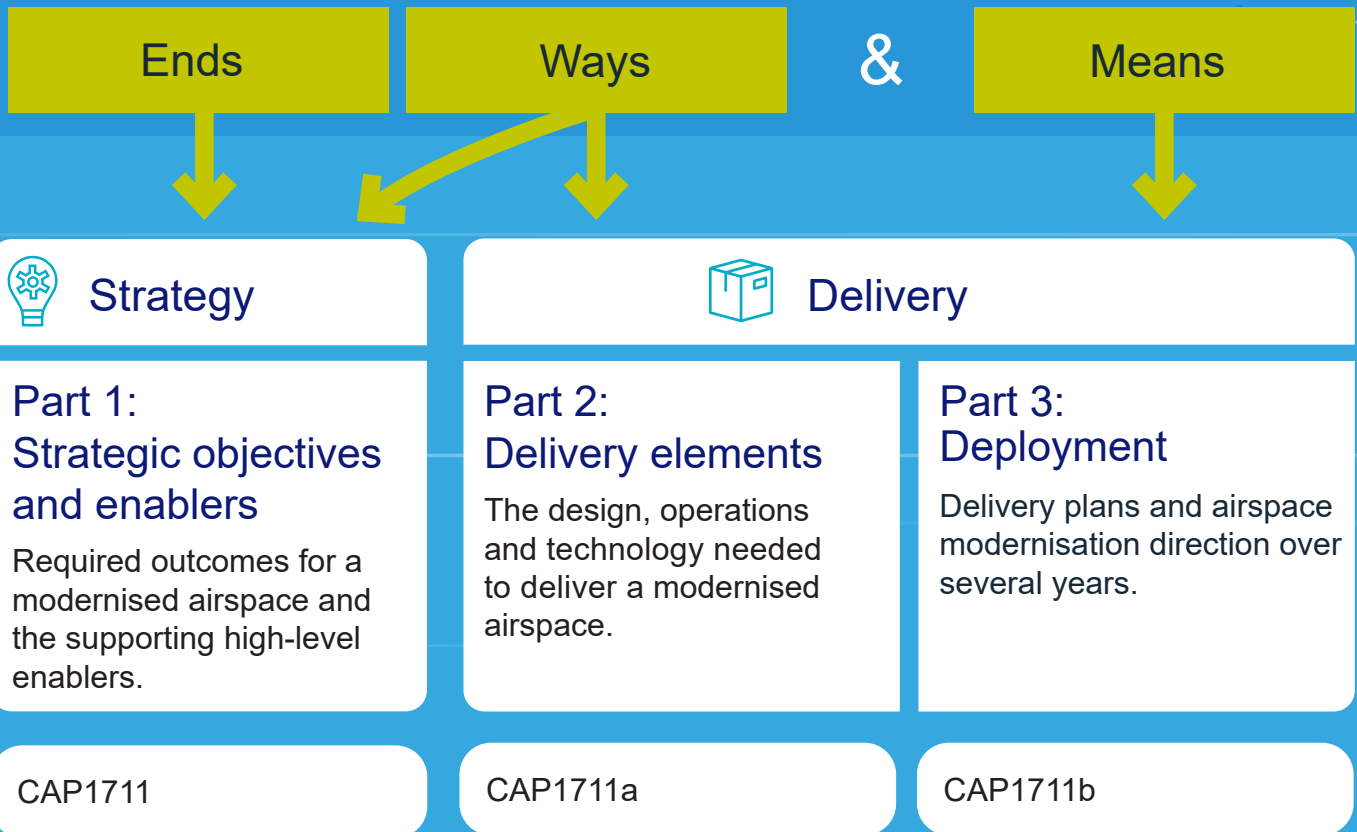 Ends
Ways
&
Means
Strategy
Delivery
Part 1:
Strategic objectives
and enablers
Required outcomes for a
modernised airspace and
the supporting high-level
enablers.
Part 2:
Delivery elements
The design, operations
and technology needed
to deliver a modernised
airspace.
Part 3:
Deployment
Delivery plans and airspace
modernisation direction over
several years.
CAP1711
CAP1711a
CAP1711b